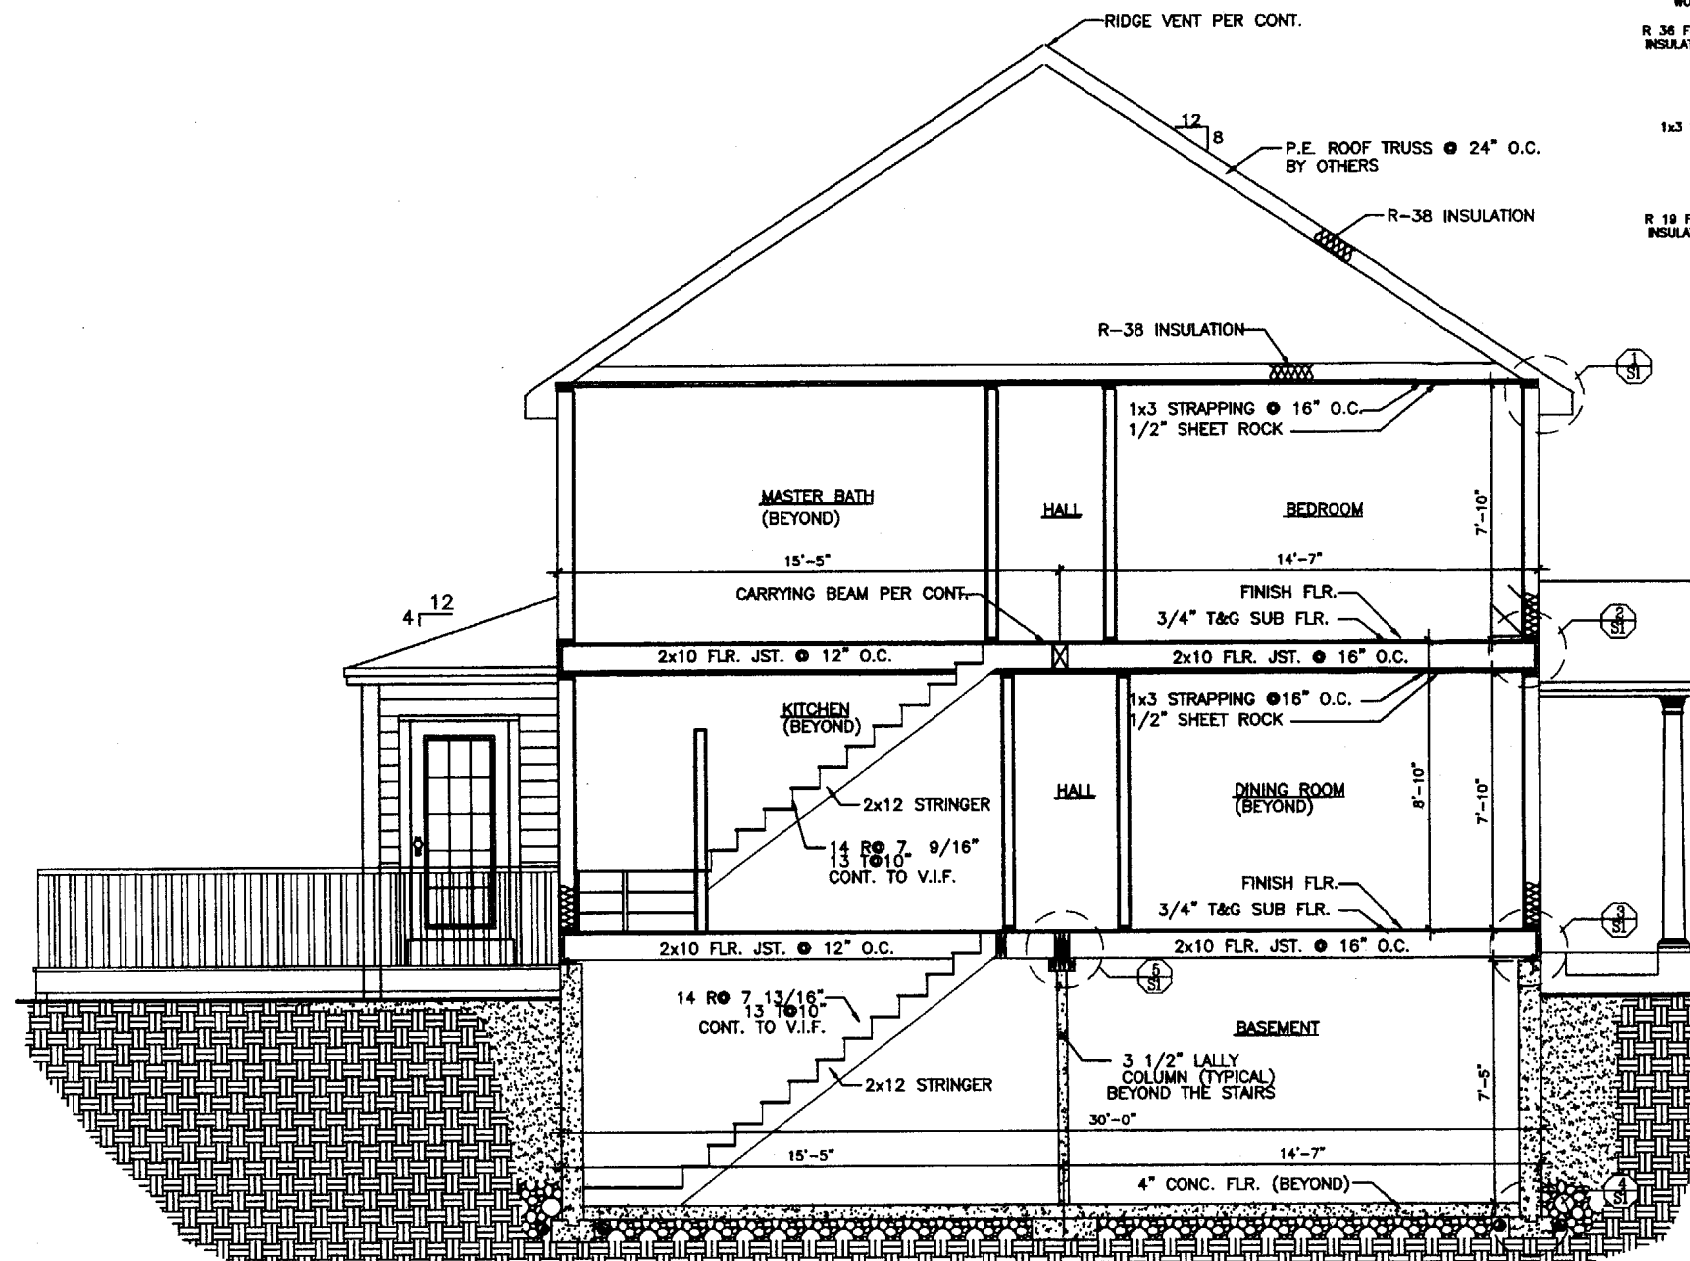 RIDGE VENT PER CONT.
R 36 F
INSULAT
12
8
P.E. ROOF TRUSS @ 24" O.C.
BY OTHERS
1x3
R-38 INSULATION
R 19 F
INSULA
R-38 INSULATION
1
S1
1x3 STRAPPING @ 16" O.C.
1/2" SHEET ROCK
MASTER BATH
(BEYOND)
HALL
BEDROOM
7'-10"
15'-5"
14'-7"
CARRYING BEAM PER CONT.
FINISH FLR.
3/4" T&G SUB FLR.
2
S1
12
4
2x10 FLR. JST. @ 12" O.C.
2x10 FLR. JST. @ 16" O.C.
KITCHEN
(BEYOND)
1x3 STRAPPING @16" O.C.
1/2" SHEET ROCK
2x12 STRINGER
HALL
DINING ROOM
(BEYOND)
8'-10"
7'-10"
14 R@ 7 9/16"
13 T@10"
CONT. TO V.I.F.
FINISH FLR.
3/4" T&G SUB FLR.
3
S1
2x10 FLR. JST. @ 12" O.C.
2x10 FLR. JST. @ 16" O.C.
5
S1
14 R@ 7 13/16"
13 T@10"
CONT. TO V.I.F.
BASEMENT
2x12 STRINGER
3 1/2" LALLY
COLUMN (TYPICAL)
BEYOND THE STAIRS
7'-5"
30'-0"
15'-5"
14'-7"
4" CONC. FLR. (BEYOND)
4
S1